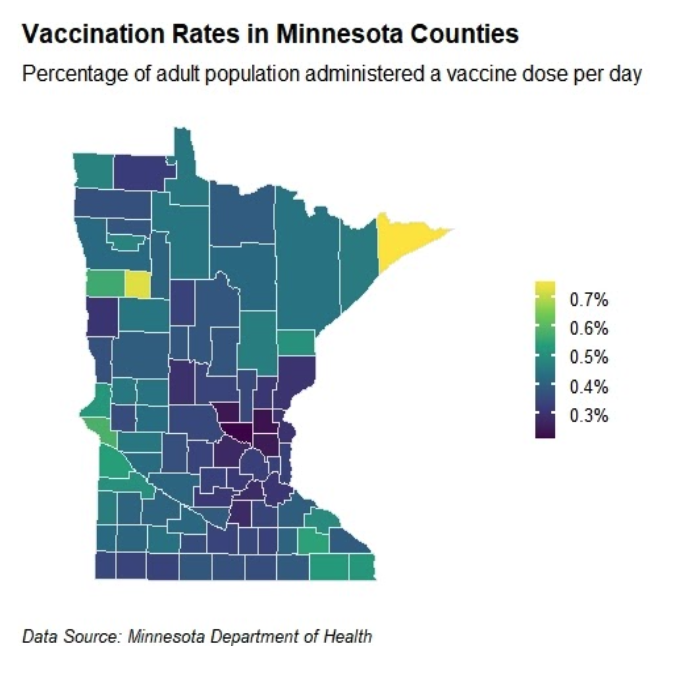 Vaccination Rates in Minnesota Counties
Percentage of adult population administered a vaccine dose per day
0.7%
0.6%
0.5%
0.4%
0.3%
Data Source: Minnesota Department of Health